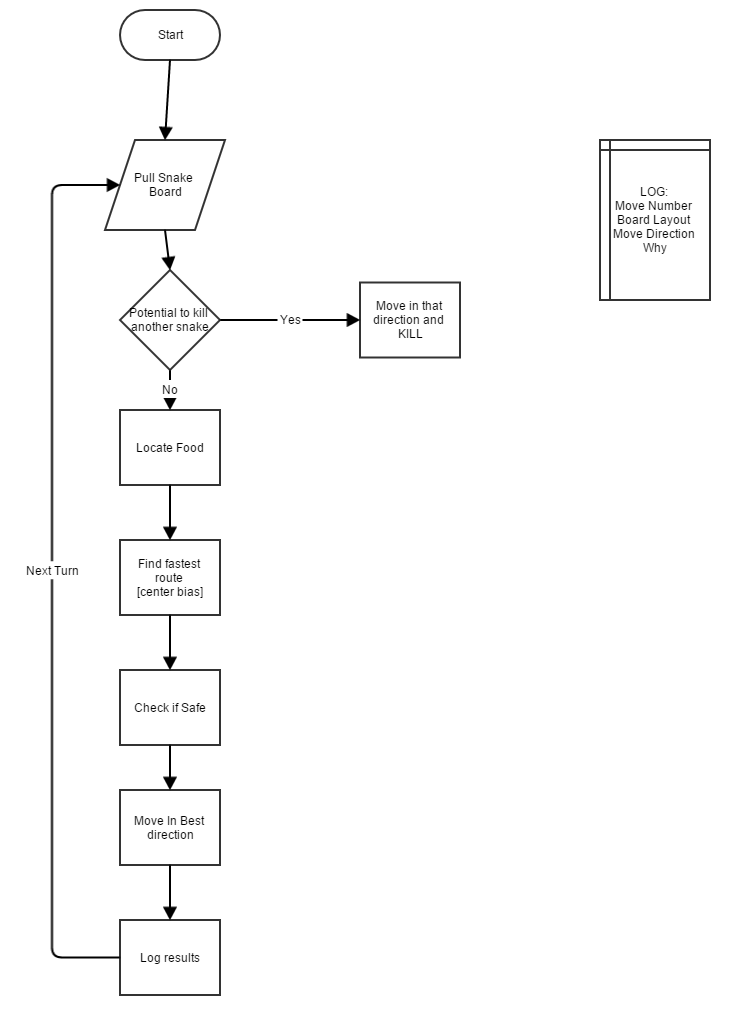 Start
Pull Snake
Board
Potential to kill
another snake
Yes
Move in that
direction and
KILL
No
Locate Food
Find fastest
route
[center bias]
Next Turn
Check if Safe
Move In Best
direction
Log results
LOG:
Move Number
Board Layout
Move Direction
Why